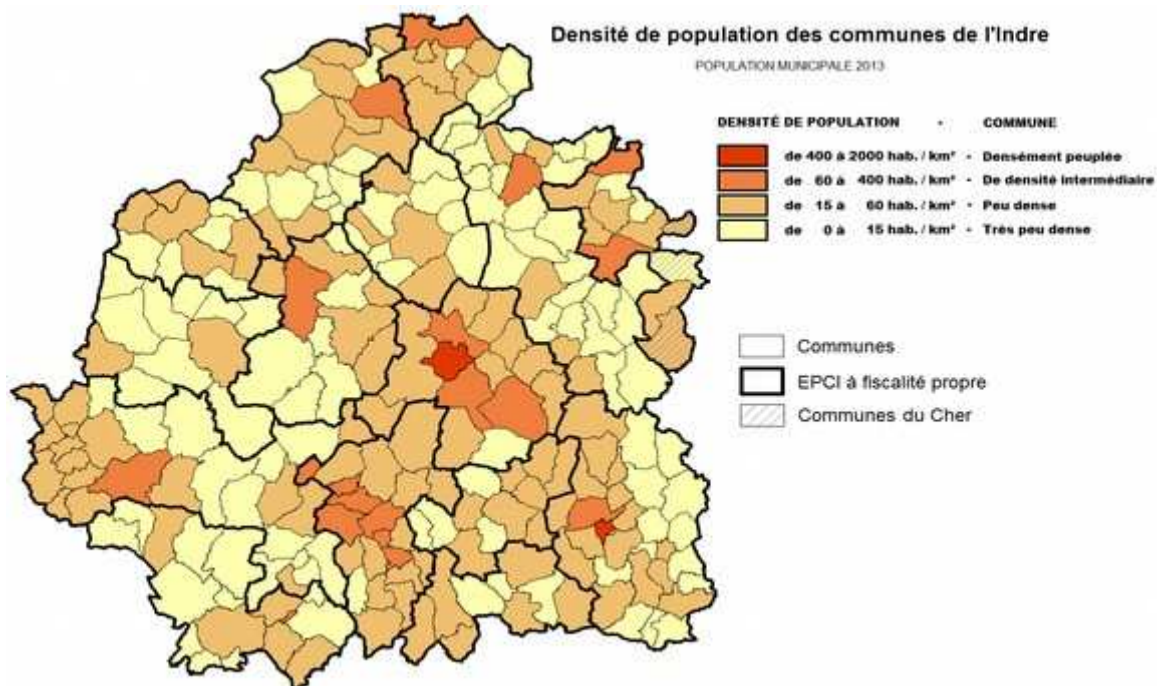 Densité de population des communes de l'Indre
POPULATION MUNICIPALE 2013
DENSITÉ DE POPULATION - COMMUNE
de 400 à 2000 hab. / km² - Densément peuplée
de 60 à 400 hab. / km² - De densité intermédiaire
de 15 à 60 hab. / km² - Peu dense
de 0 à 15 hab. / km² - Très peu dense
Communes
EPCI à fiscalité propre
Communes du Cher